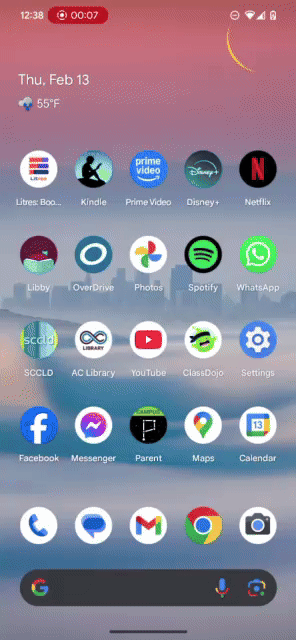 12:38 00:07
Thu, Feb 13
55°F
LITRES prime video Disney+ N
Litres: Boo... Kindle Prime Video Disney+ Netflix
Libby OverDrive Photos Spotify WhatsApp
sccld LIBRARY
SCCLD AC Library YouTube ClassDojo Settings
CAMPUS 13
Facebook Messenger Parent Maps Calendar
G